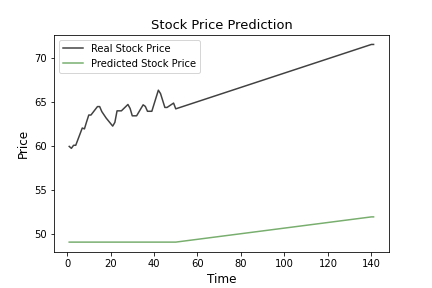 Stock Price Prediction
Real Stock Price
Predicted Stock Price
70
65
60
55
50
Price
0 20 40 60 80 100 120 140
Time